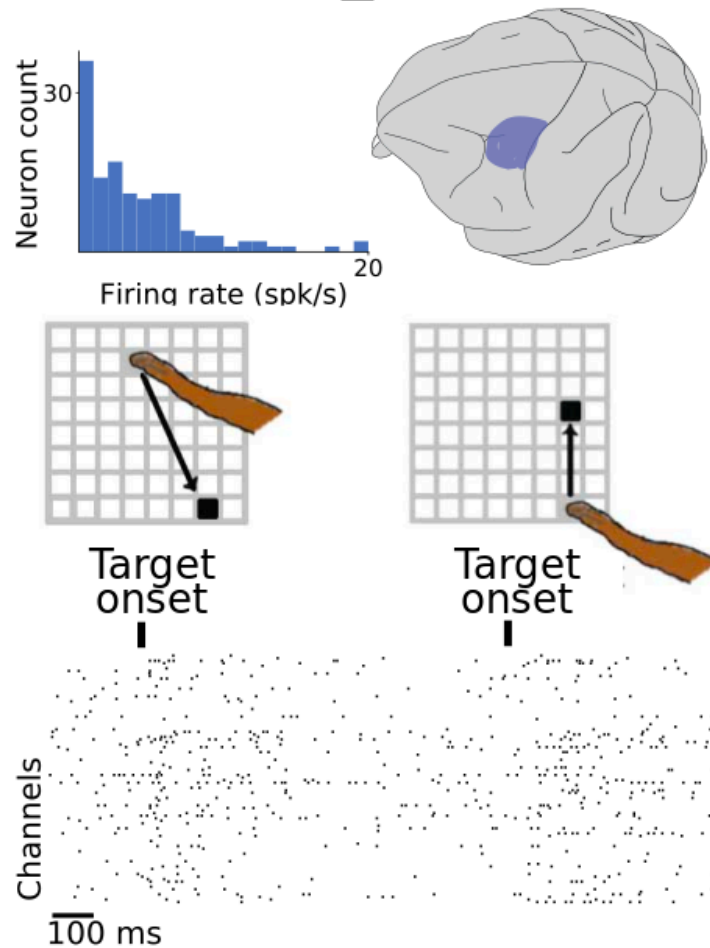 Neuron count
30
20
Firing rate (spk/s)
Target
onset
Target
onset
Channels
100 ms